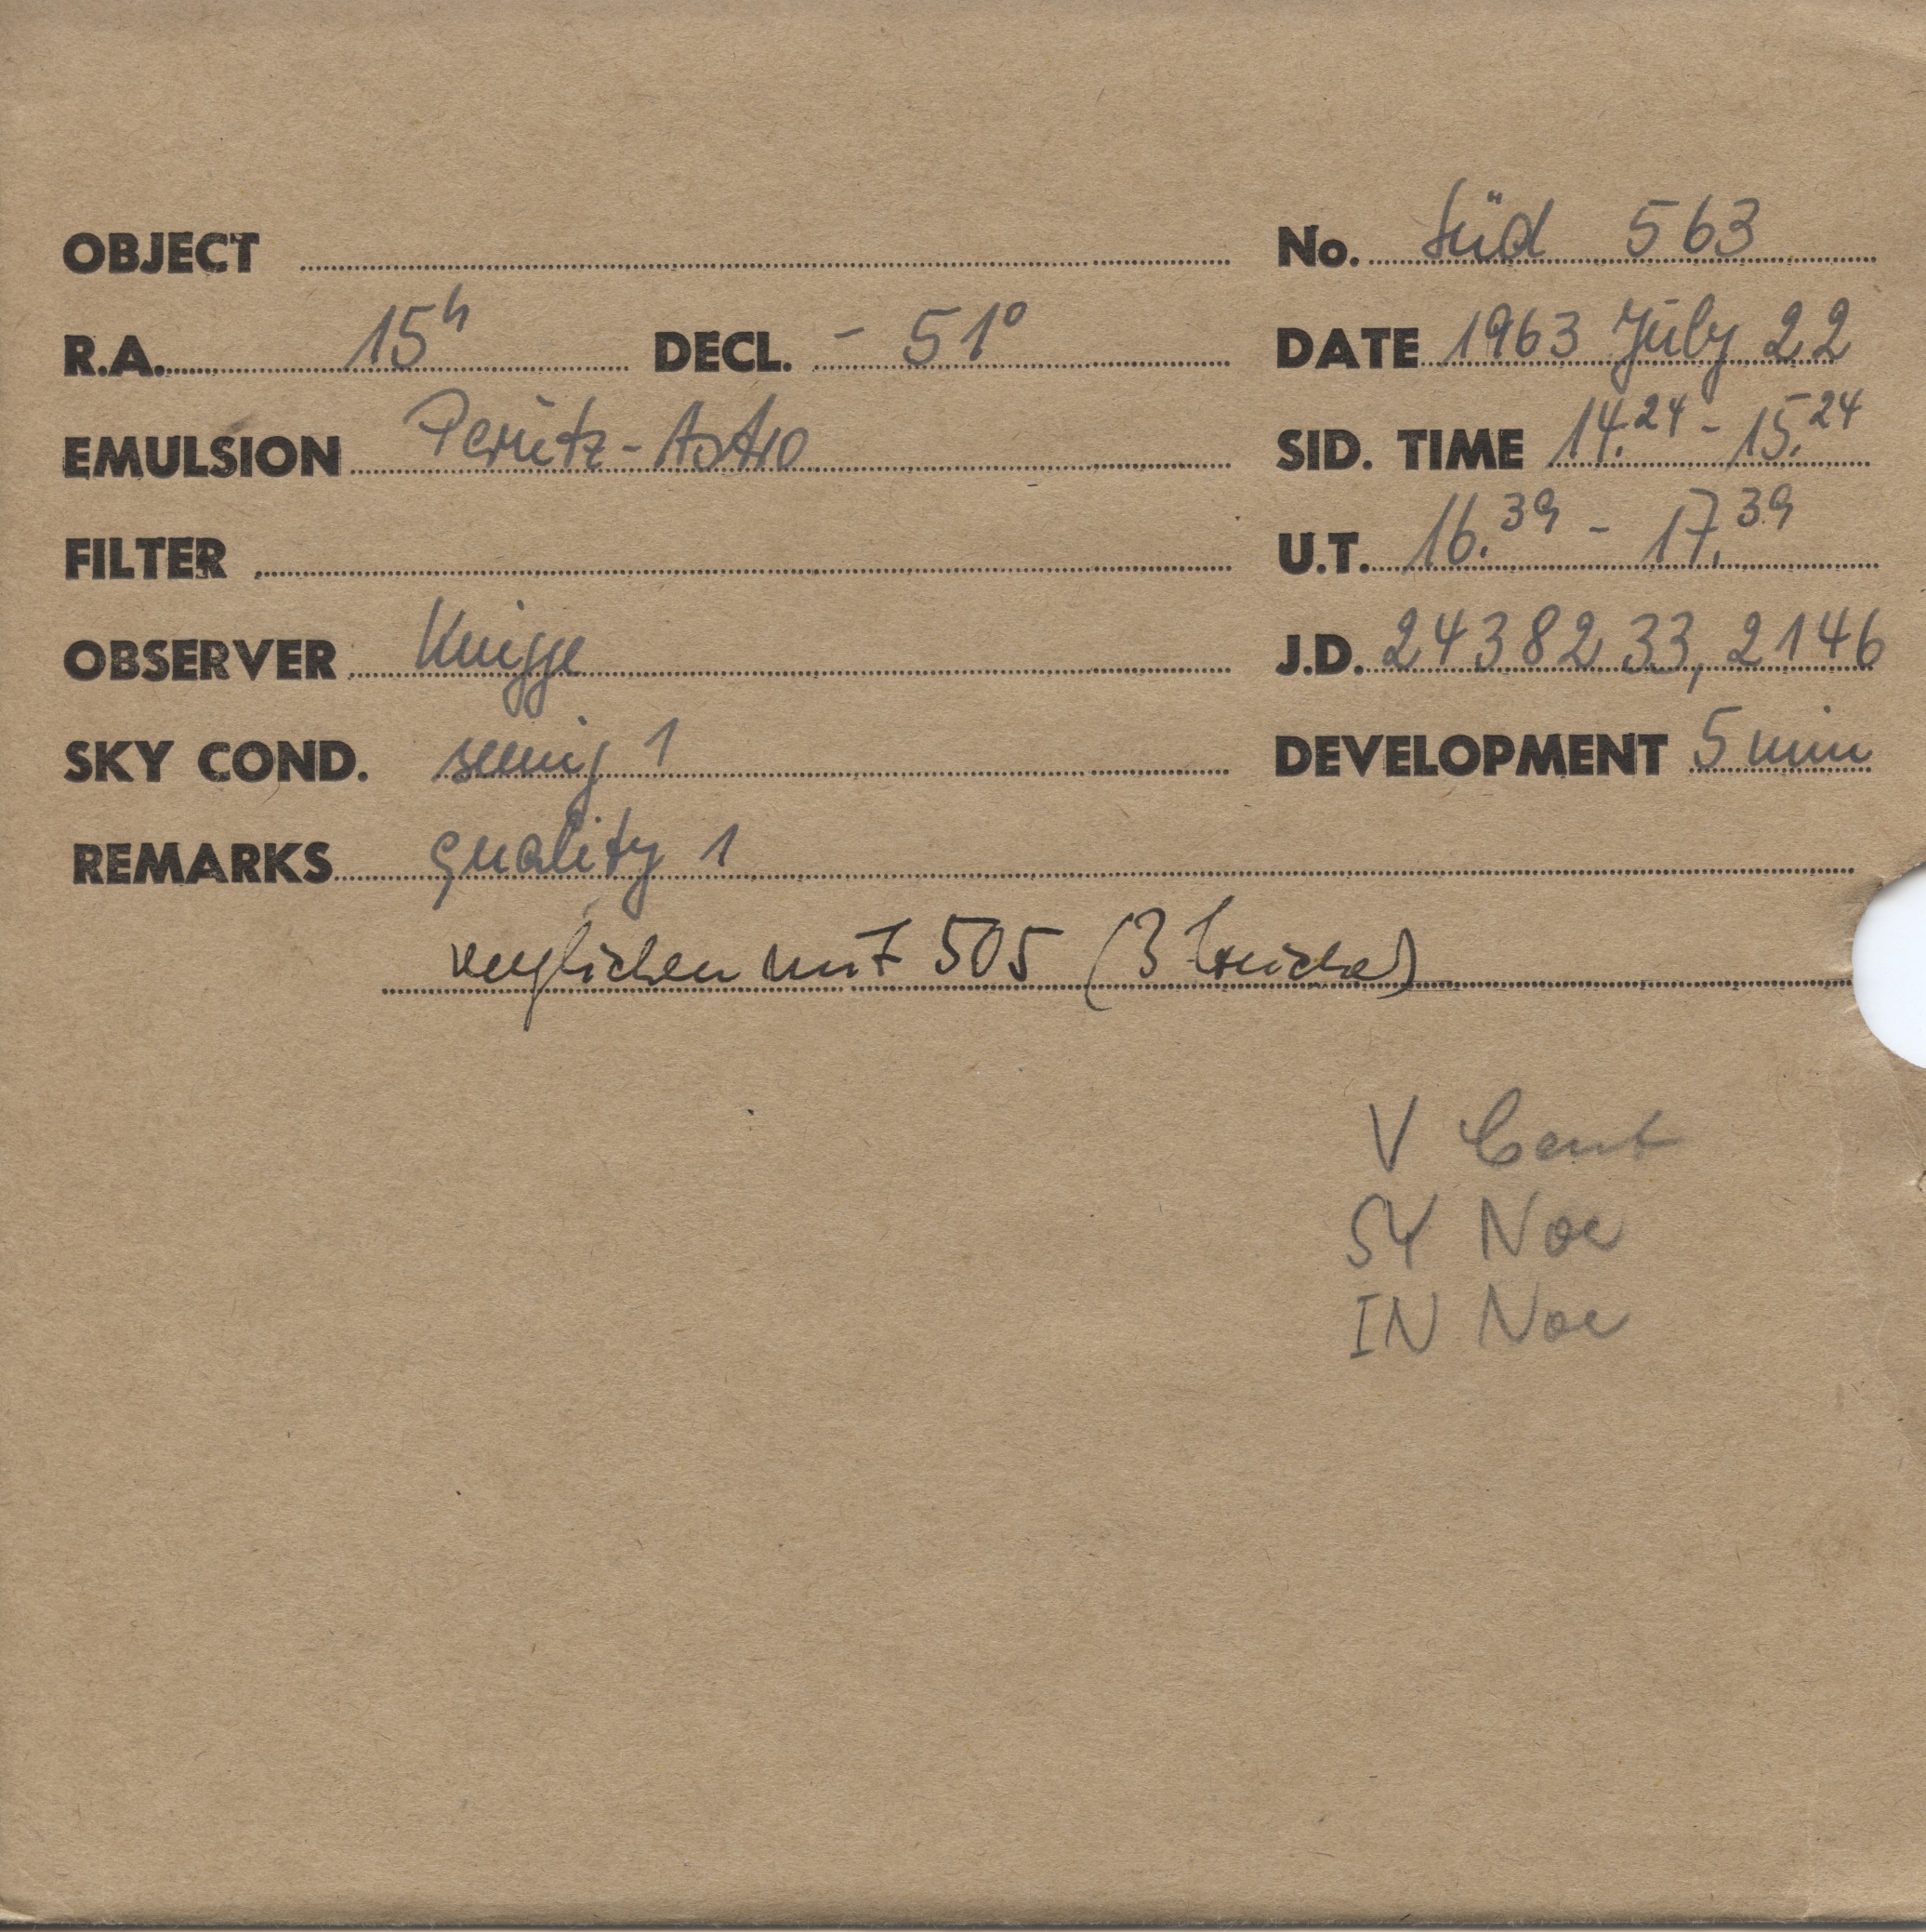 OBJECT No. Süd 563
R.A. 15h DECL. - 51° DATE 1963 July 22
EMULSION Perutz-Astro SID. TIME 14.24 - 15.24
FILTER U.T. 16.39 - 17.39
OBSERVER Knigge J.D. 2438233,2146
SKY COND. seeing 1 DEVELOPMENT 5 min
REMARKS quality 1
verglichen mit 505 (3 Striche)
V Cent
SY Nor
IN Nor